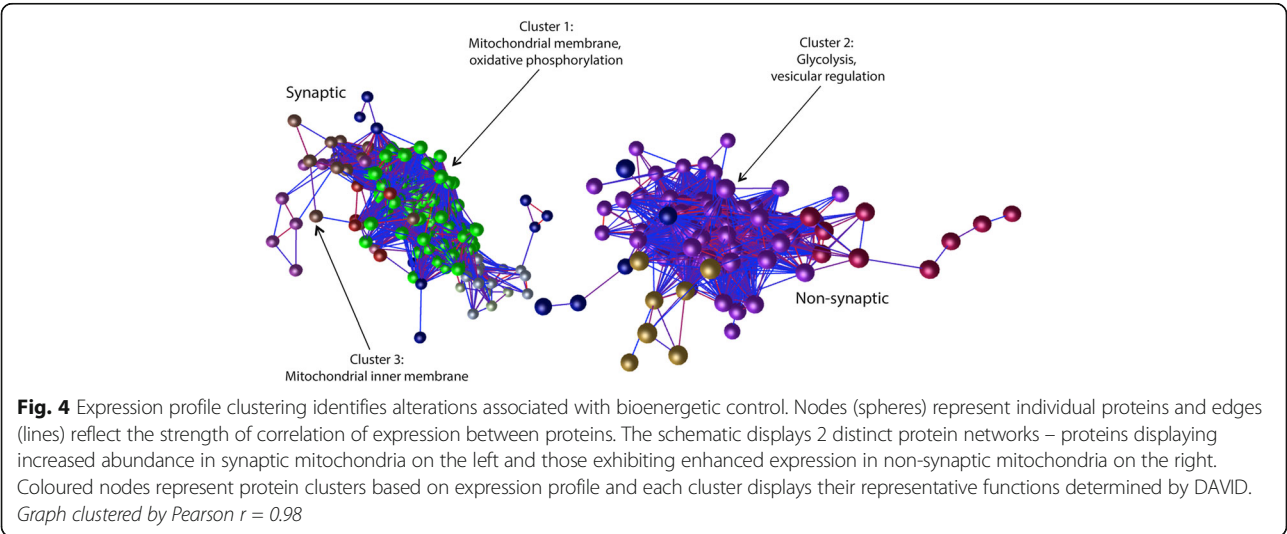 Cluster 1:
Mitochondrial membrane,
oxidative phosphorylation
Cluster 2:
Glycolysis,
vesicular regulation
Synaptic
Non-synaptic
Cluster 3:
Mitochondrial inner membrane
Fig. 4 Expression profile clustering identifies alterations associated with bioenergetic control. Nodes (spheres) represent individual proteins and edges
(lines) reflect the strength of correlation of expression between proteins. The schematic displays 2 distinct protein networks – proteins displaying
increased abundance in synaptic mitochondria on the left and those exhibiting enhanced expression in non-synaptic mitochondria on the right.
Coloured nodes represent protein clusters based on expression profile and each cluster displays their representative functions determined by DAVID.
Graph clustered by Pearson r = 0.98